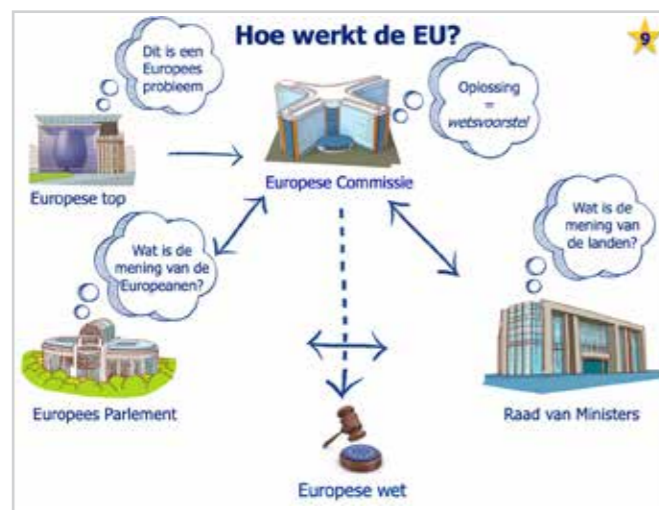 Hoe werkt de EU?
9
Dit is een
Europees
probleem
Oplossing
=
wetsvoorstel
Europese top
Europese Commissie
Wat is de
mening van de
Europeanen?
Wat is de
mening van
de landen?
Europees Parlement
Raad van Ministers
Europese wet